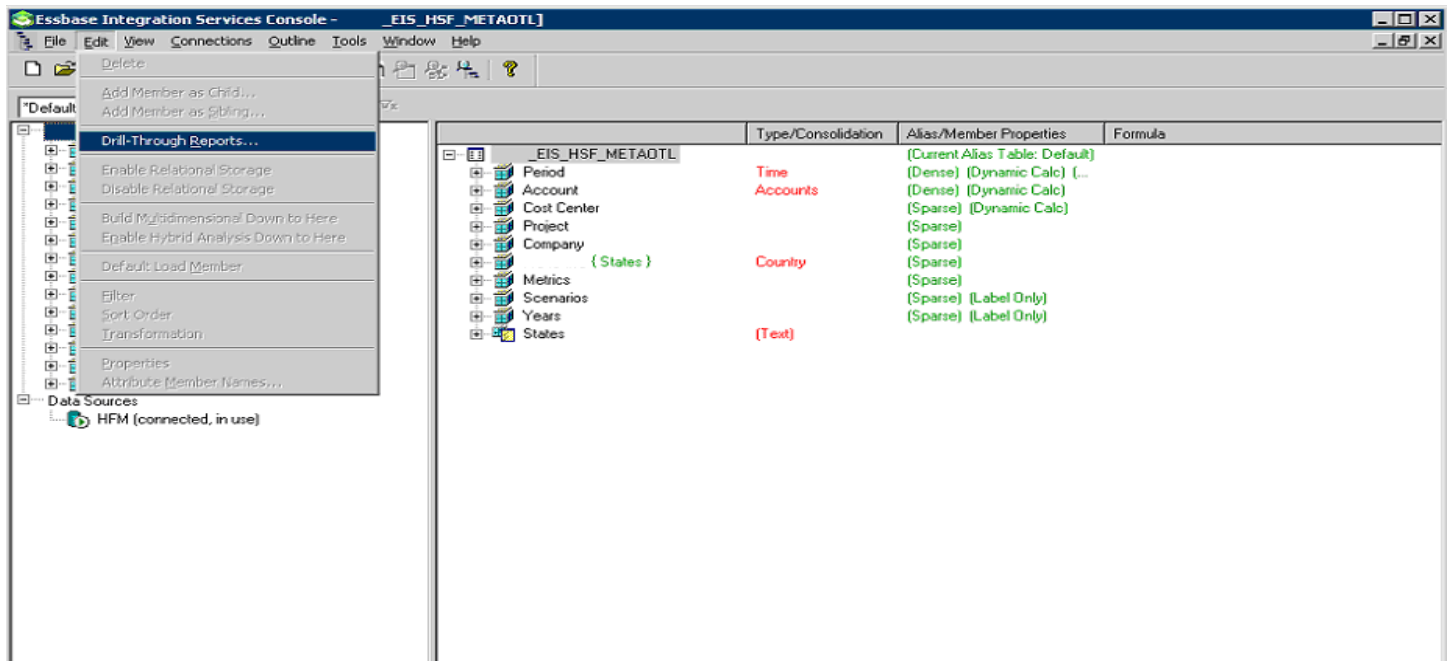 Essbase Integration Services Console - _EIS_HSF_METAOTL]
File Edit View Connections Outline Tools Window Help
"Default
Delete
Add Member as Child...
Add Member as Sibling...
Drill-Through Reports...
Enable Relational Storage
Disable Relational Storage
Build Multidimensional Down to Here
Enable Hybrid Analysis Down to Here
Default Load Member
Filter
Sort Order
Transformation
Properties
Attribute Member Names...
Data Sources
HFM (connected, in use)
Type/Consolidation Alias/Member Properties Formula
_EIS_HSF_METAOTL (Current Alias Table: Default)
Period Time (Dense) (Dynamic Calc) (...
Account Accounts (Dense) (Dynamic Calc)
Cost Center (Sparse) (Dynamic Calc)
Project (Sparse)
Company (Sparse)
{ States } Country (Sparse)
Metrics (Sparse)
Scenarios (Sparse) (Label Only)
Years (Sparse) (Label Only)
States (Text)